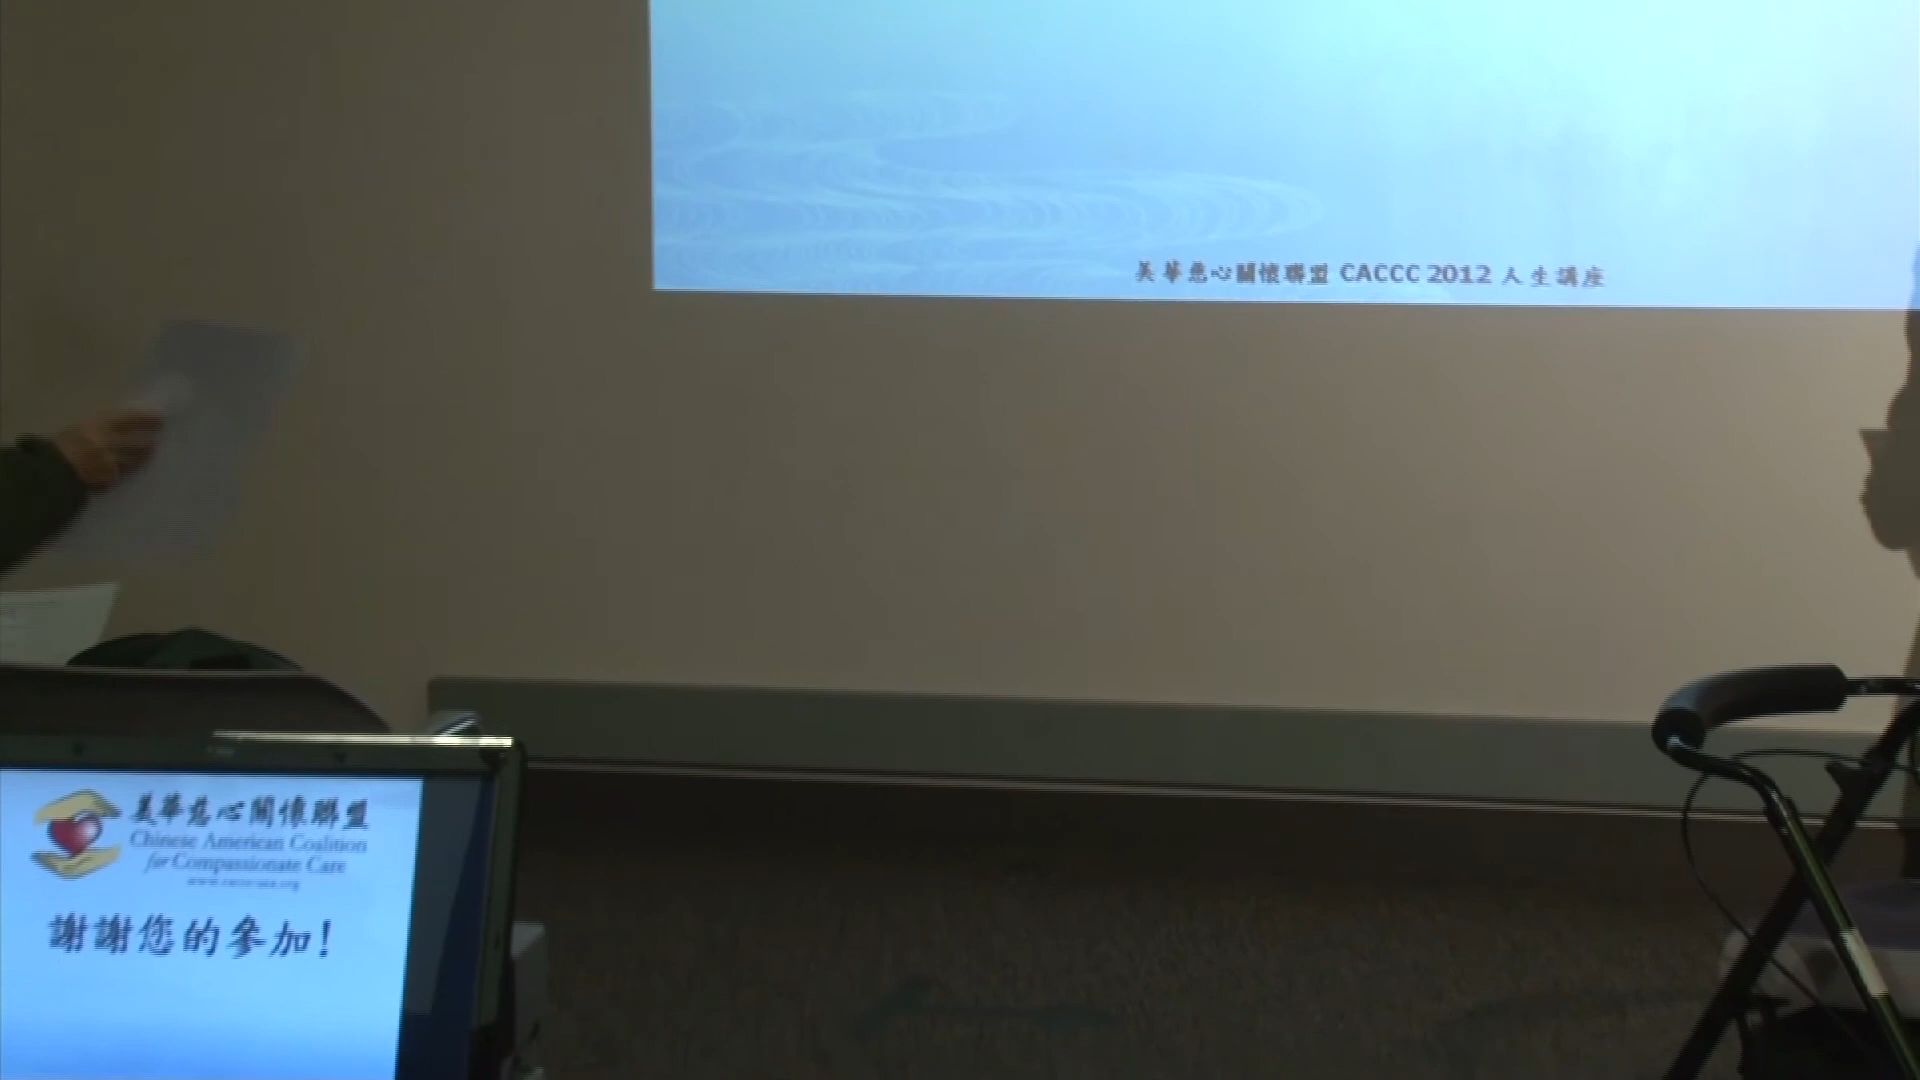 美華慈心關懷聯盟 CACCC 2012 人生講座
美華慈心關懷聯盟
Chinese American Coalition
for Compassionate Care
謝謝您的參加!